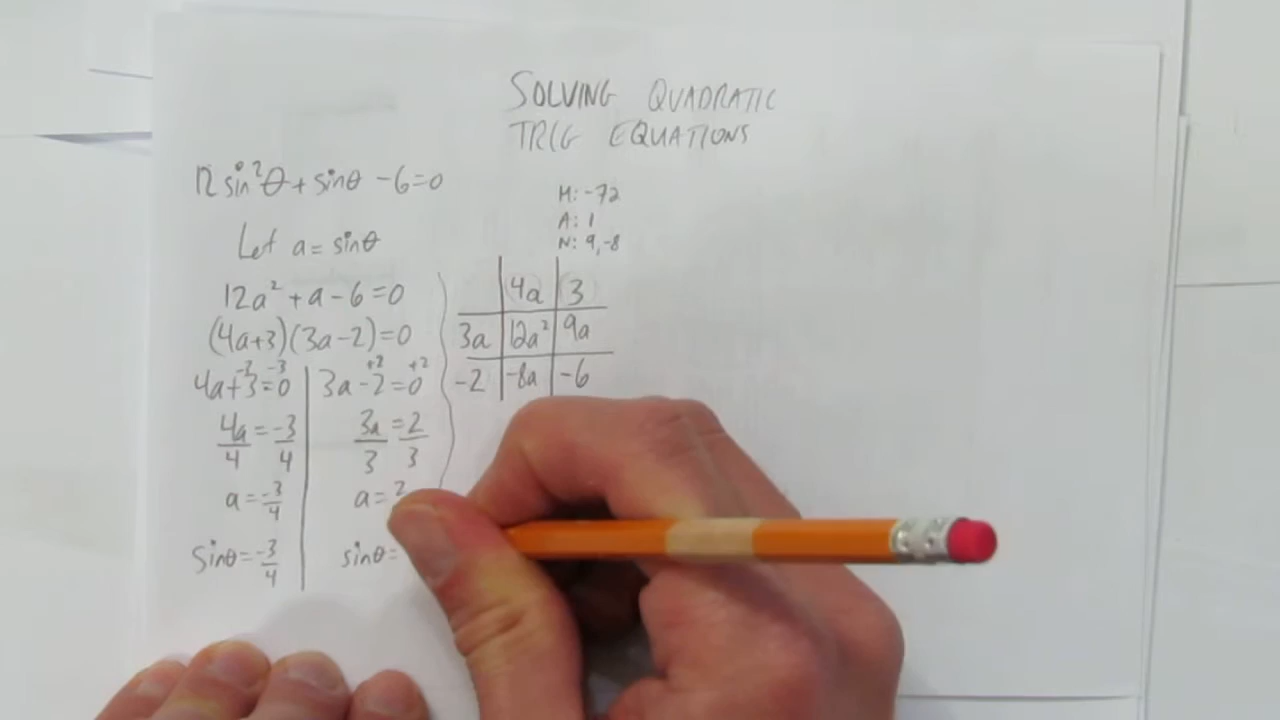 SOLVING QUADRATIC
TRIG EQUATIONS
12 sin²θ + sinθ - 6 = 0
Let a = sinθ
12a² + a - 6 = 0
(4a+3)(3a-2) = 0
-3 -3
4a+3=0
4a = -3
4 4
a = -3/4
sinθ = -3/4
+2 +2
3a-2=0
3a = 2
3 3
a = 2
sinθ =
M: -72
A: 1
N: 9, -8
4a 3
3a 12a² 9a
-2 -8a -6